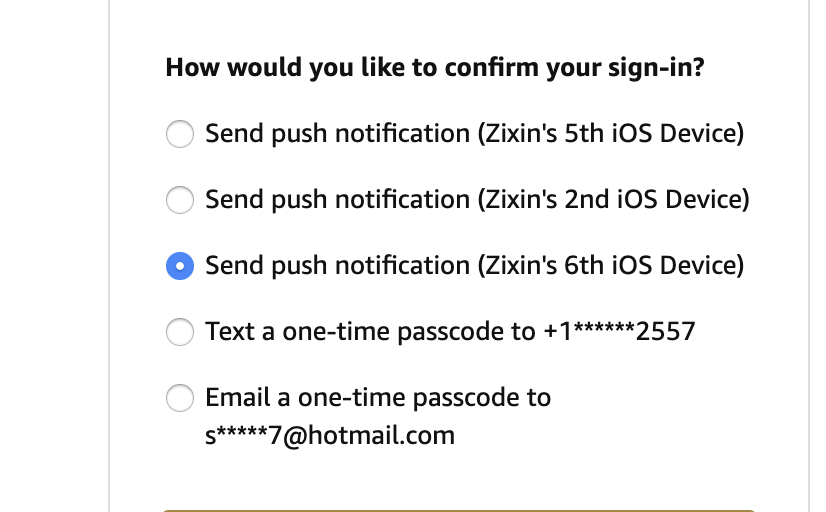 How would you like to confirm your sign-in?
Send push notification (Zixin's 5th iOS Device)
Send push notification (Zixin's 2nd iOS Device)
Send push notification (Zixin's 6th iOS Device)
Text a one-time passcode to +1******2557
Email a one-time passcode to
s*****7@hotmail.com